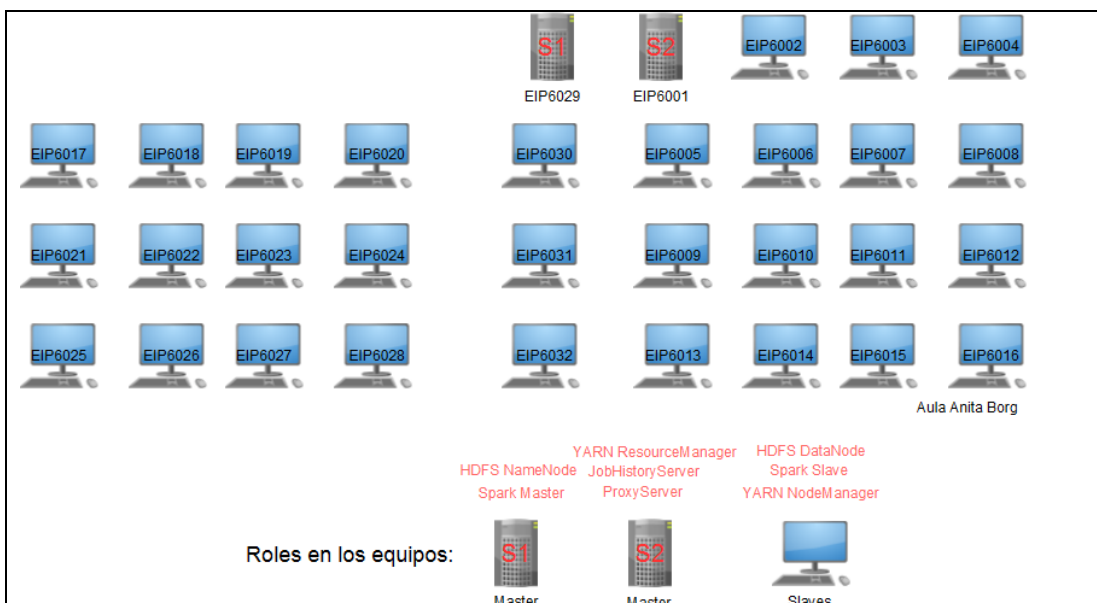 S1 S2 EIP6002 EIP6003 EIP6004
EIP6029 EIP6001
EIP6017 EIP6018 EIP6019 EIP6020 EIP6030 EIP6005 EIP6006 EIP6007 EIP6008
EIP6021 EIP6022 EIP6023 EIP6024 EIP6031 EIP6009 EIP6010 EIP6011 EIP6012
EIP6025 EIP6026 EIP6027 EIP6028 EIP6032 EIP6013 EIP6014 EIP6015 EIP6016
Aula Anita Borg
HDFS NameNode
Spark Master
YARN ResourceManager
JobHistoryServer
ProxyServer
HDFS DataNode
Spark Slave
YARN NodeManager
Roles en los equipos: S1 S2
Master Master Slaves